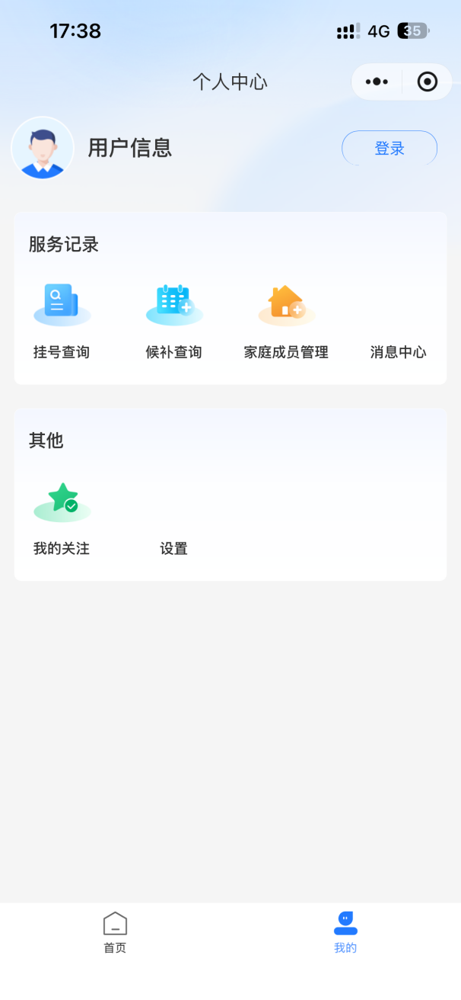 17:38 4G 35
个人中心
用户信息 登录
服务记录
挂号查询 候补查询 家庭成员管理 消息中心
其他
我的关注 设置
首页 我的